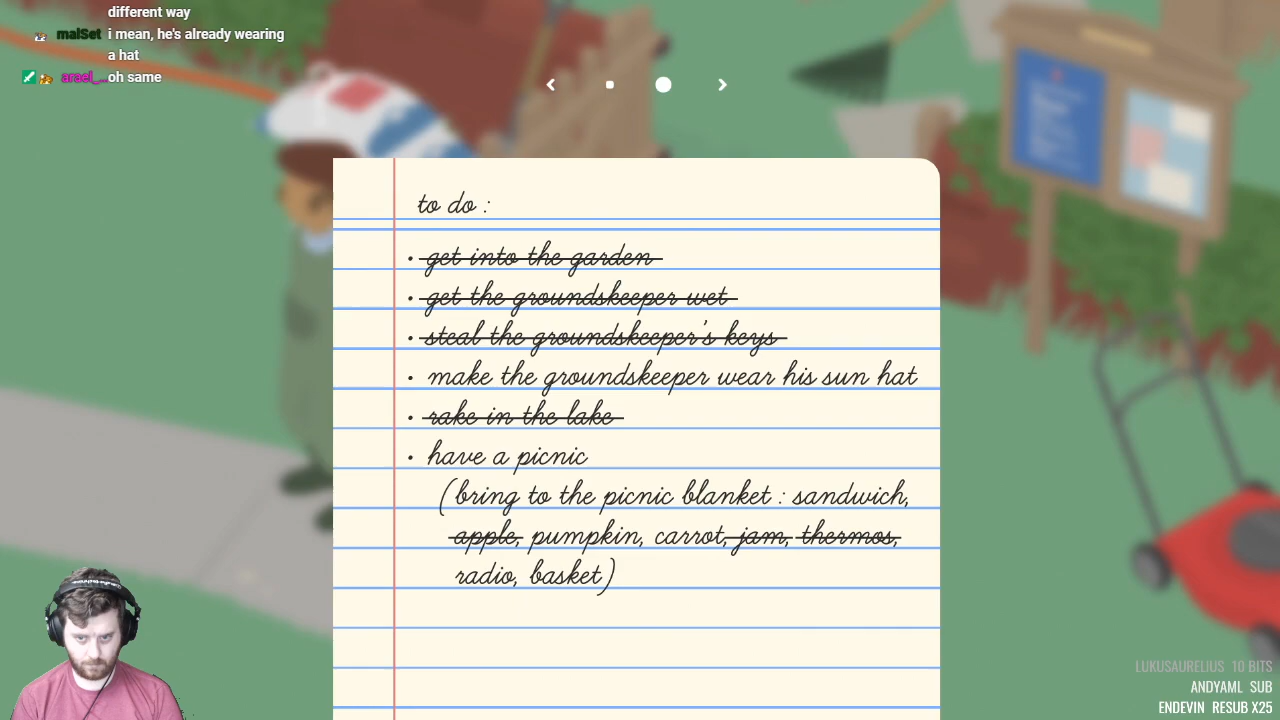 different way
malSet i mean, he's already wearing
a hat
arael_... oh same
to do :
• get into the garden
• get the groundskeeper wet
• steal the groundskeeper's keys
• make the groundskeeper wear his sun hat
• rake in the lake
• have a picnic
(bring to the picnic blanket : sandwich,
apple, pumpkin, carrot, jam, thermos,
radio, basket)
LUKUSAURELIUS 10 BITS
ANDYAML SUB
ENDEVIN RESUB X25